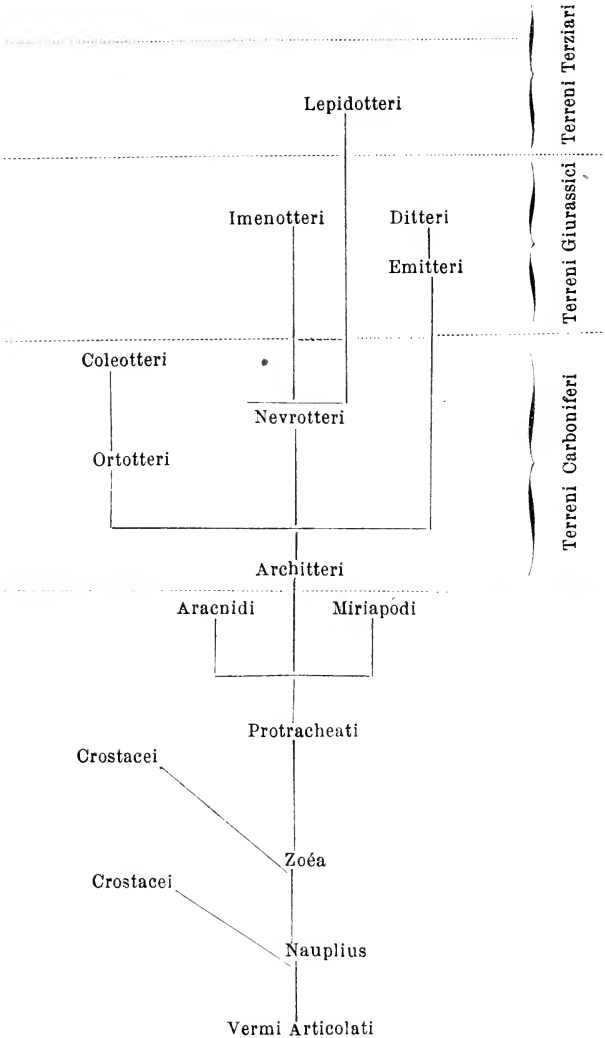 Terreni Terziari
Lepidotteri
Terreni Giurassici
Imenotteri
Ditteri
Emitteri
Terreni Carboniferi
Coleotteri
Nevrotteri
Ortotteri
Architteri
Aracnidi
Miriapódi
Protracheati
Crostacei
Zoéa
Crostacei
Nauplius
Vermi Articolati